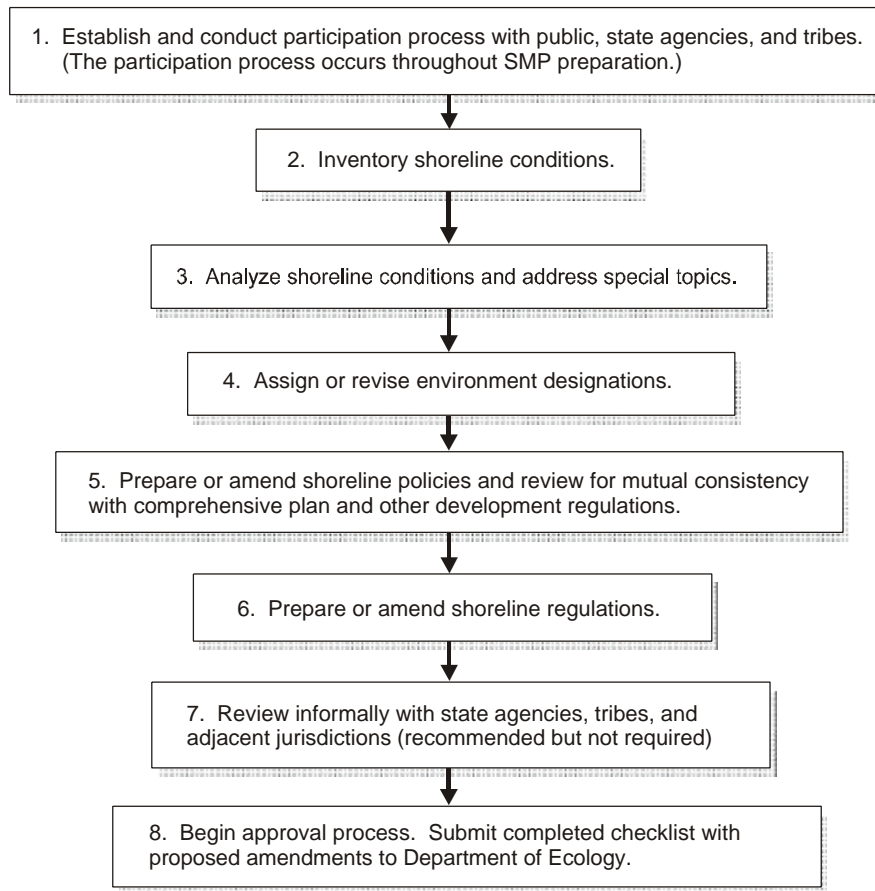 1. Establish and conduct participation process with public, state agencies, and tribes.
(The participation process occurs throughout SMP preparation.)
2. Inventory shoreline conditions.
3. Analyze shoreline conditions and address special topics.
4. Assign or revise environment designations.
5. Prepare or amend shoreline policies and review for mutual consistency
with comprehensive plan and other development regulations.
6. Prepare or amend shoreline regulations.
7. Review informally with state agencies, tribes, and
adjacent jurisdictions (recommended but not required)
8. Begin approval process. Submit completed checklist with
proposed amendments to Department of Ecology.